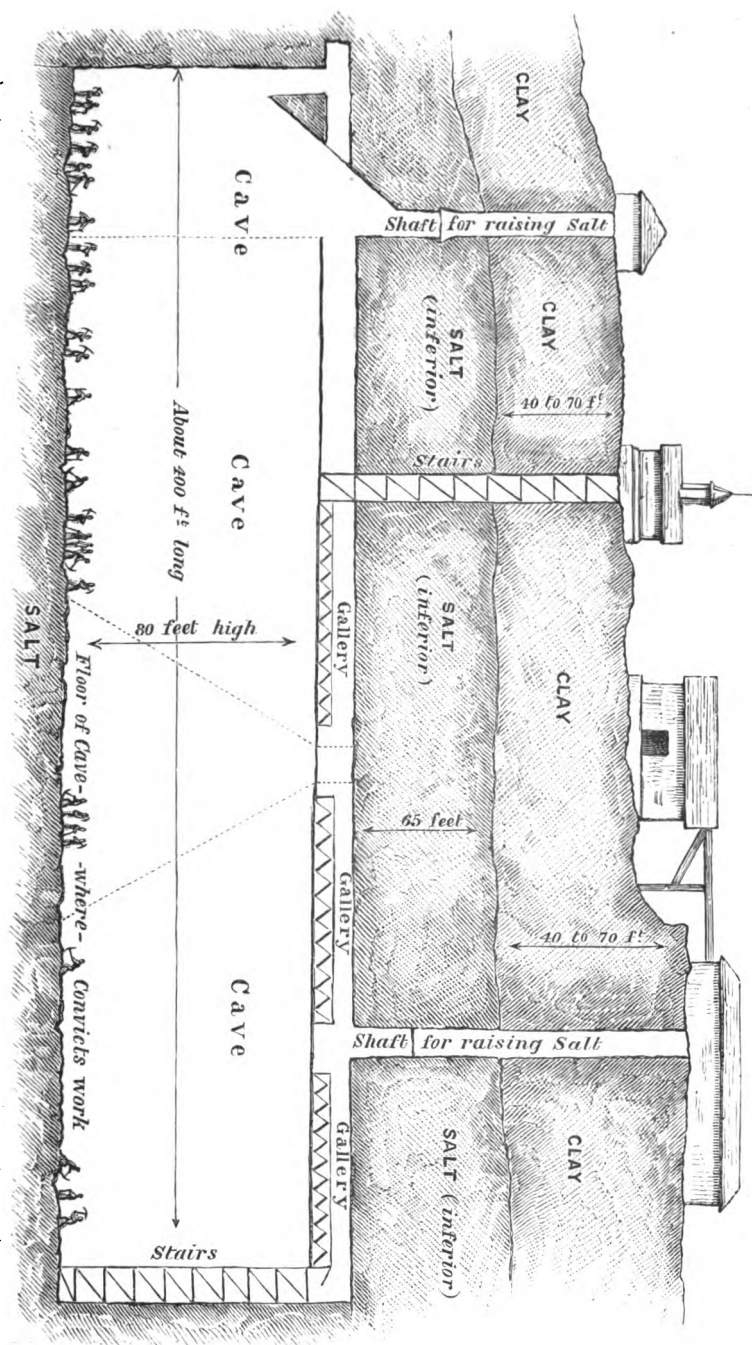 CLAY
CLAY
CLAY
CLAY
40 to 70 ft
40 to 70 ft
Shaft for raising Salt
Stairs
Shaft for raising Salt
SALT
(inferior)
SALT
(inferior)
65 feet
SALT (inferior)
Gallery
Gallery
Gallery
Cave
Cave
Cave
80 feet high
About 400 ft long
Stairs
Floor of Cave- -where- Convicts work
SALT